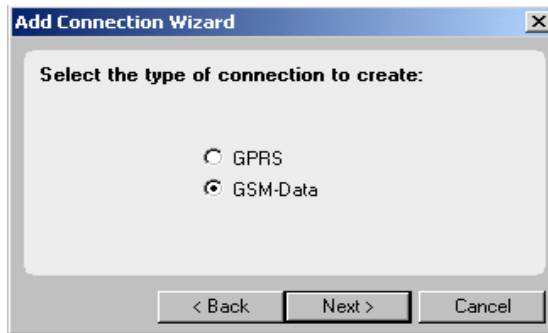 Add Connection Wizard
Select the type of connection to create:
GPRS
GSM-Data
< Back Next > Cancel